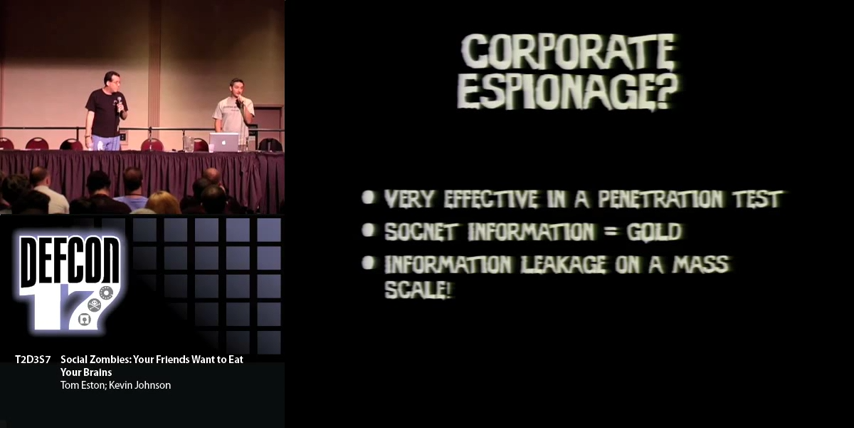 CORPORATE
ESPIONAGE?
VERY EFFECTIVE IN A PENETRATION TEST
SOCNET INFORMATION = GOLD
INFORMATION LEAKAGE ON A MASS
SCALE!
DEFCON
17
T2D3S7 Social Zombies: Your Friends Want to Eat
Your Brains
Tom Eston; Kevin Johnson